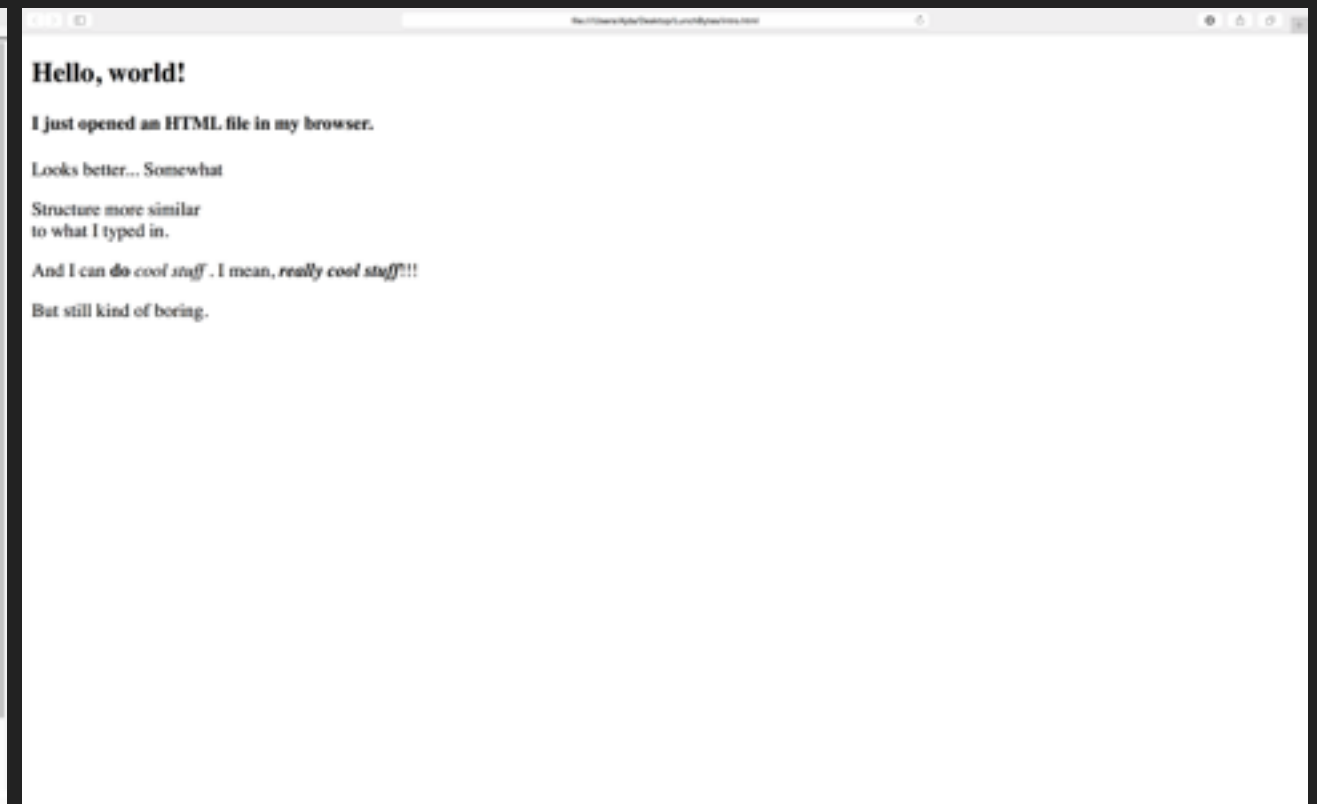 Hello, world!
I just opened an HTML file in my browser.
Looks better... Somewhat
Structure more similar
to what I typed in.
And I can do cool stuff . I mean, really cool stuff!!!
But still kind of boring.